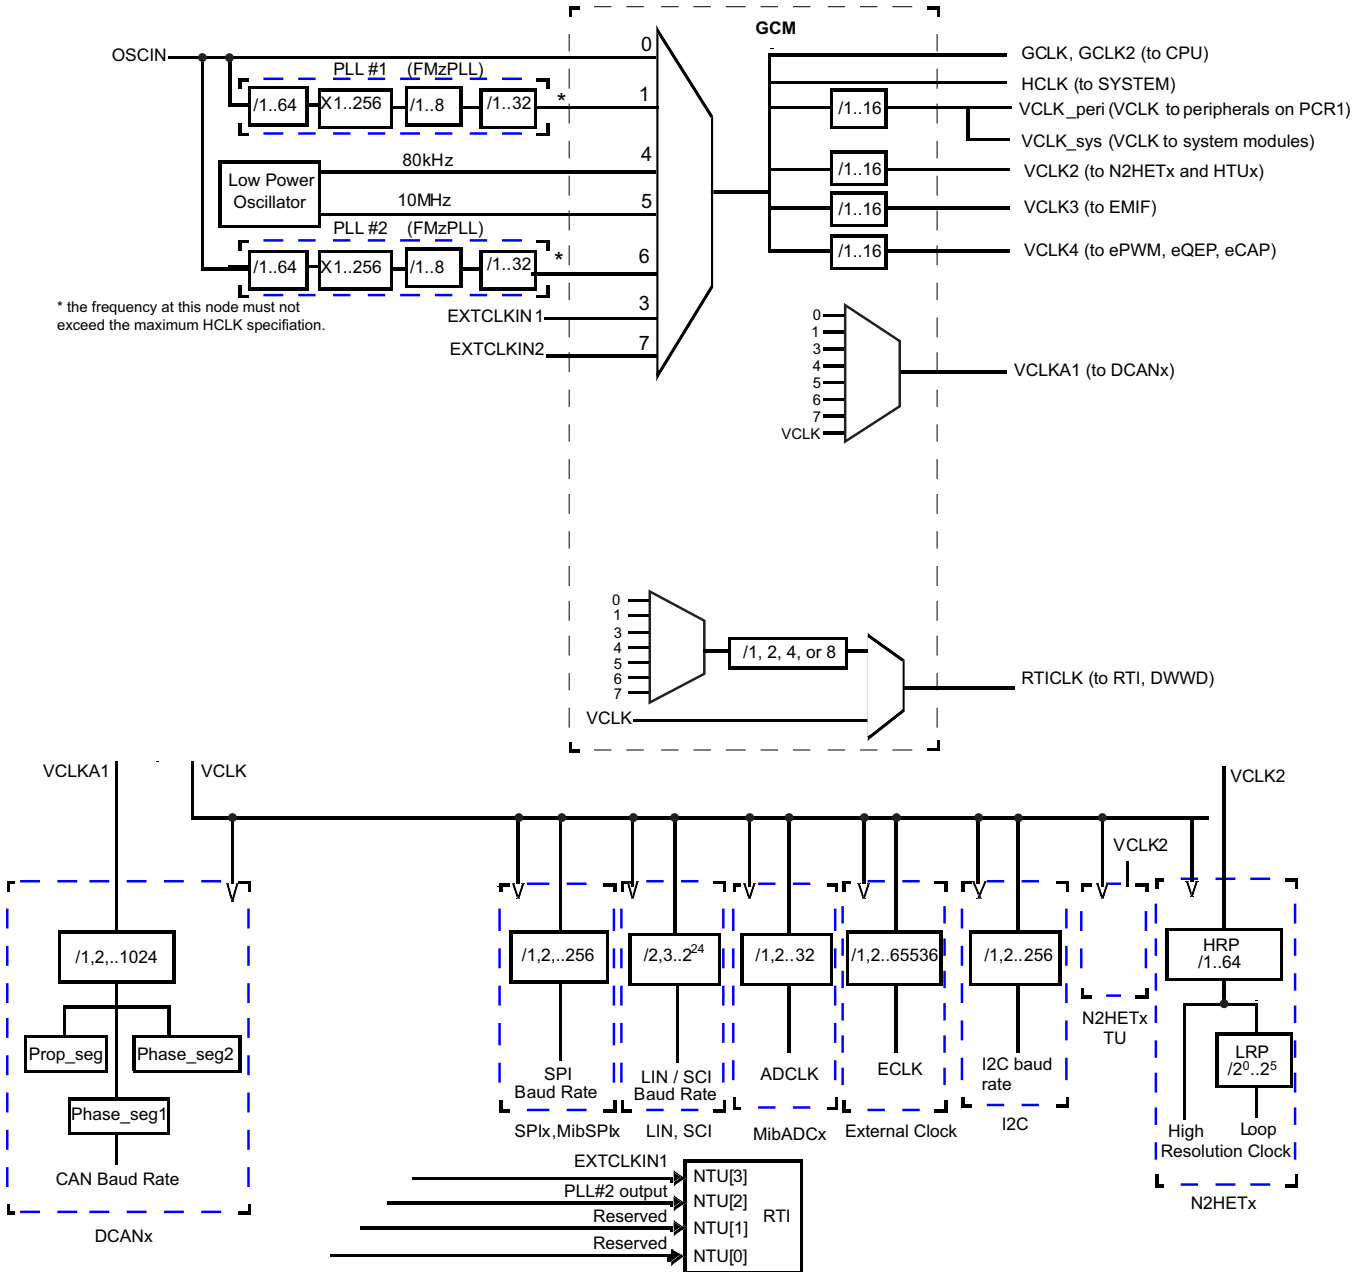 GCM
OSCIN
0
GCLK, GCLK2 (to CPU)
PLL #1 (FMzPLL)
HCLK (to SYSTEM)
/1..64
X1..256
/1..8
/1..32
*
1
/1..16
VCLK_peri (VCLK to peripherals on PCR1)
VCLK_sys (VCLK to system modules)
80kHz
4
/1..16
VCLK2 (to N2HETx and HTUx)
Low Power
Oscillator
10MHz
5
/1..16
VCLK3 (to EMIF)
PLL #2 (FMzPLL)
/1..64
X1..256
/1..8
/1..32
*
6
/1..16
VCLK4 (to ePWM, eQEP, eCAP)
* the frequency at this node must not
exceed the maximum HCLK specifiation.
EXTCLKIN1
3
EXTCLKIN2
7
0
1
3
4
5
6
7
VCLK
VCLKA1 (to DCANx)
0
1
3
4
5
6
7
/1, 2, 4, or 8
VCLK
RTICLK (to RTI, DWWD)
VCLKA1
VCLK
VCLK2
VCLK2
/1,2,..1024
Prop_seg
Phase_seg2
Phase_seg1
CAN Baud Rate
DCANx
/1,2,..256
SPI
Baud Rate
SPIx,MibSPIx
/2,3..2²⁴
LIN / SCI
Baud Rate
LIN, SCI
/1,2..32
ADCLK
MibADCx
/1,2..65536
ECLK
External Clock
/1,2..256
I2C baud
rate
I2C
N2HETx
TU
HRP
/1..64
LRP
/2⁰..2⁵
High
Loop
Resolution Clock
N2HETx
EXTCLKIN1
NTU[3]
PLL#2 output
NTU[2]
Reserved
NTU[1]
Reserved
NTU[0]
RTI